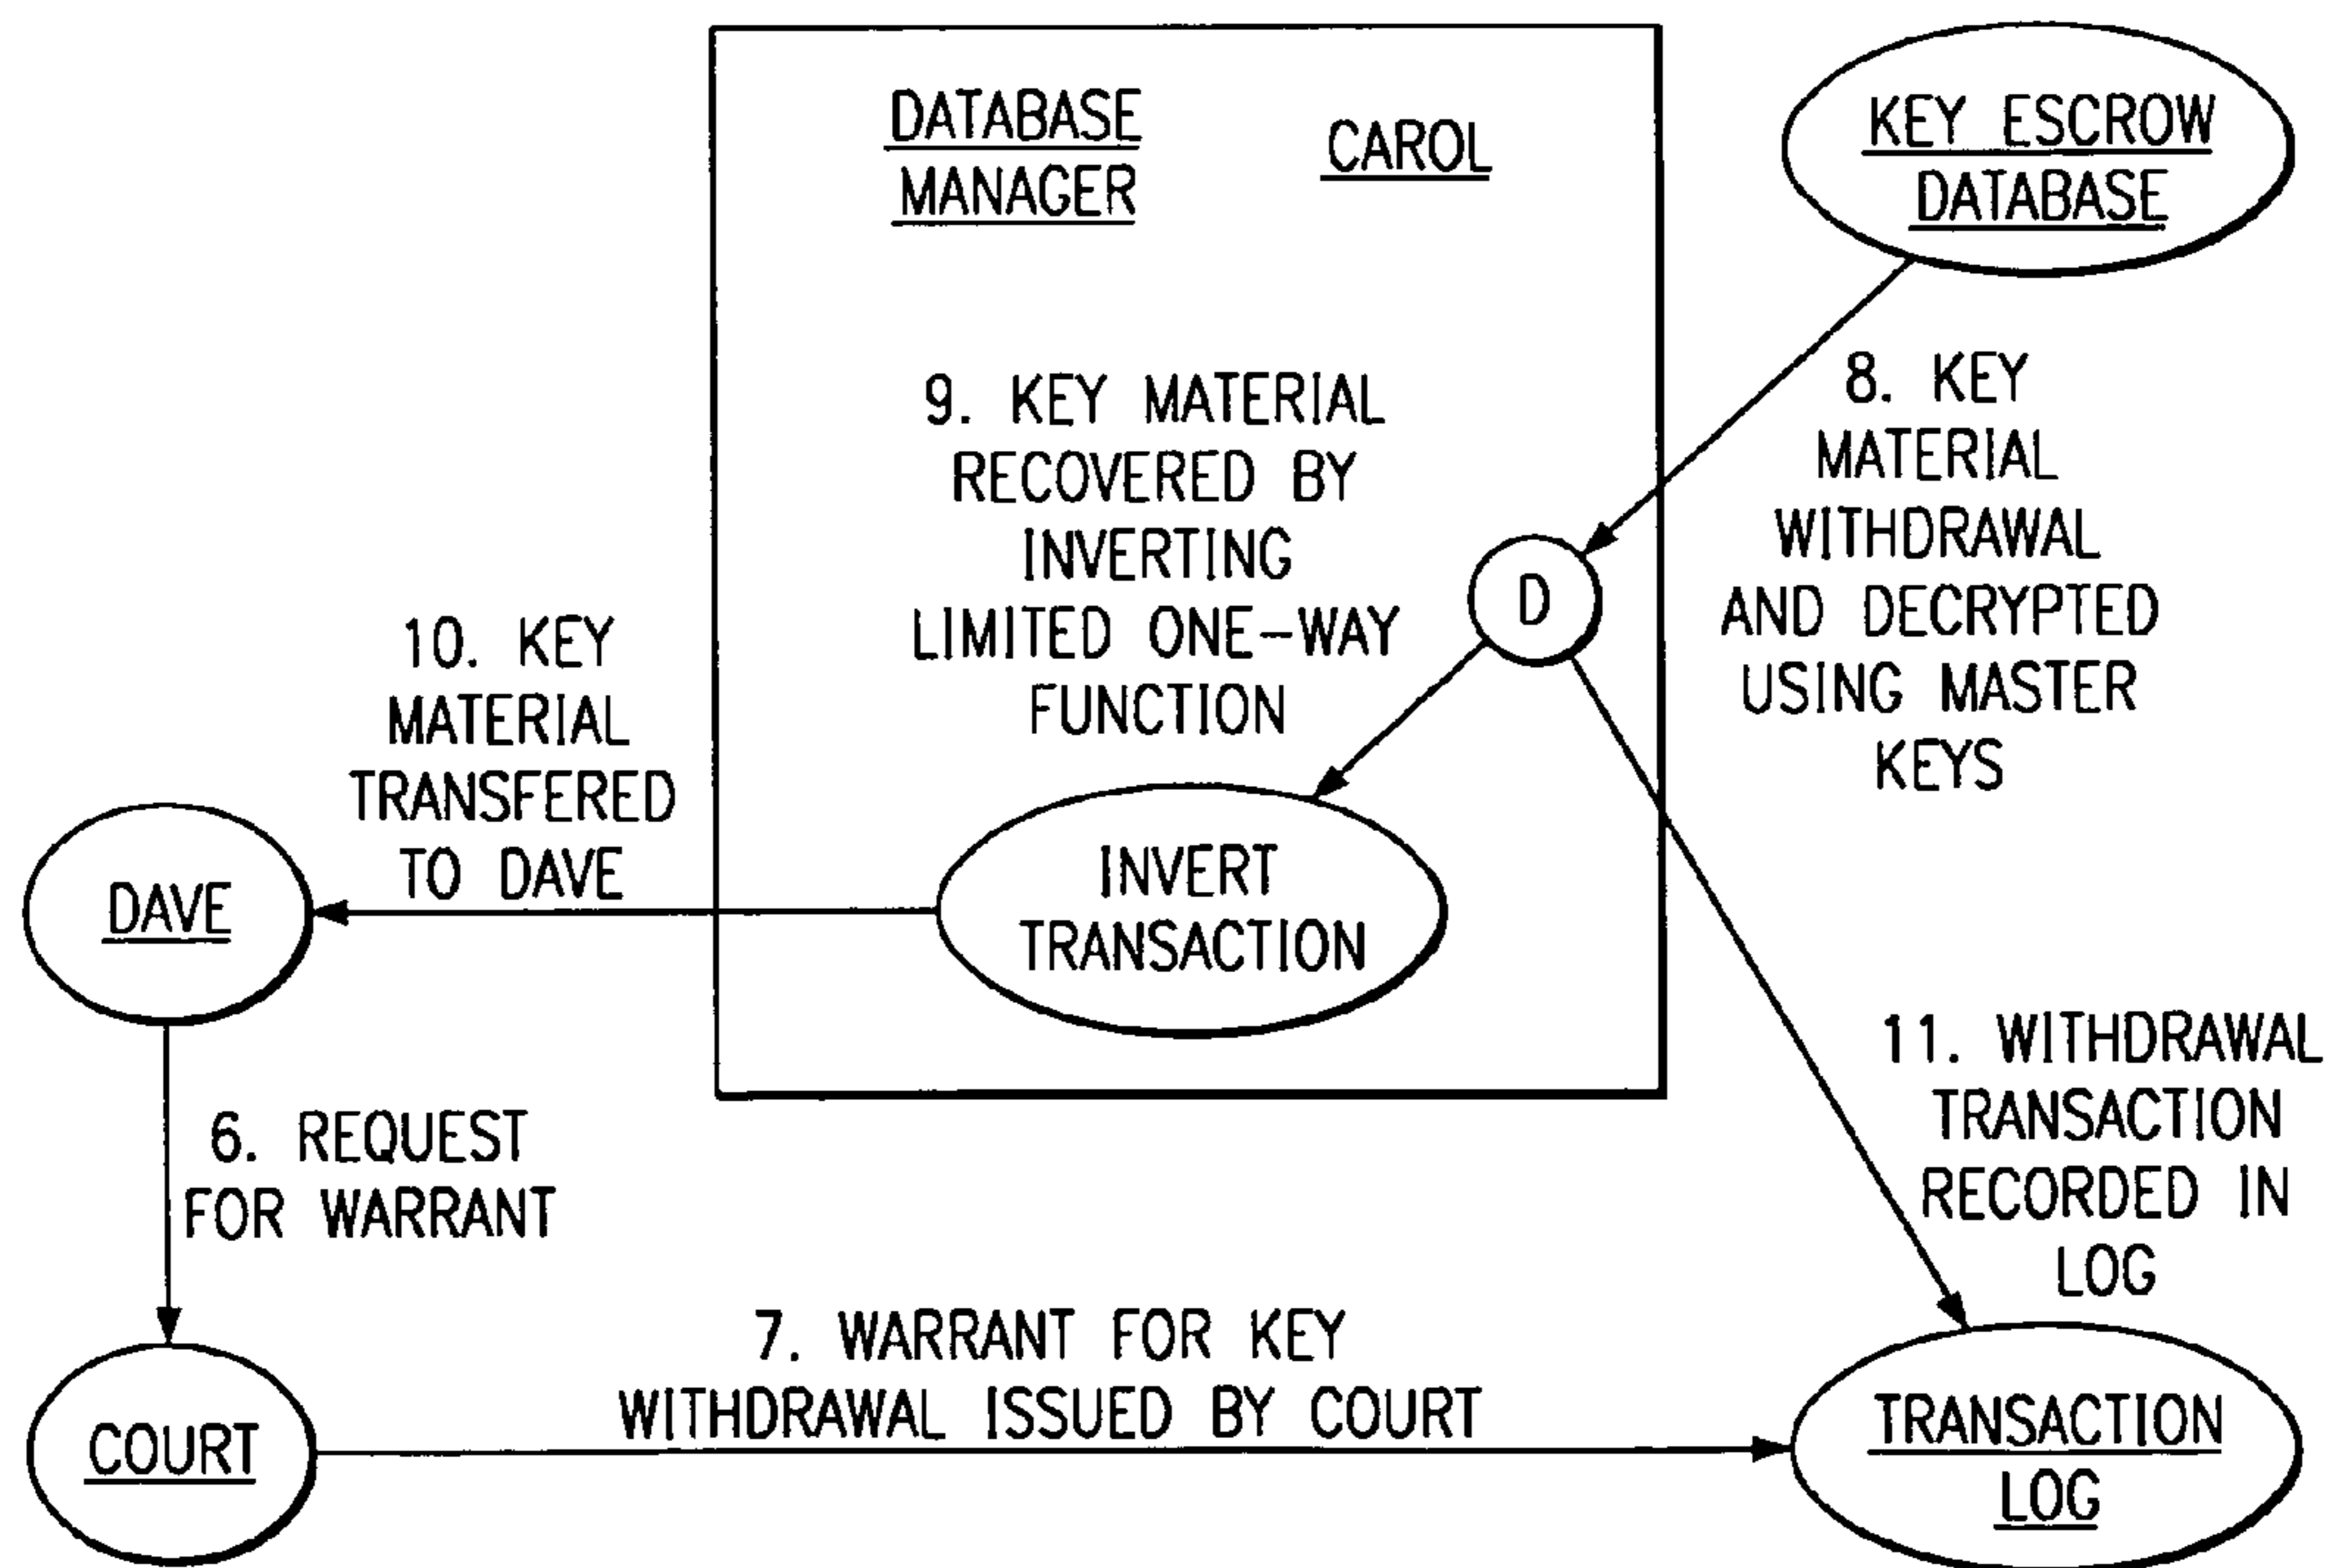 DATABASE
MANAGER
CAROL
KEY ESCROW
DATABASE
9. KEY MATERIAL
RECOVERED BY
INVERTING
LIMITED ONE-WAY
FUNCTION
8. KEY
MATERIAL
WITHDRAWAL
AND DECRYPTED
USING MASTER
KEYS
D
10. KEY
MATERIAL
TRANSFERED
TO DAVE
DAVE
INVERT
TRANSACTION
6. REQUEST
FOR WARRANT
11. WITHDRAWAL
TRANSACTION
RECORDED IN
LOG
7. WARRANT FOR KEY
WITHDRAWAL ISSUED BY COURT
COURT
TRANSACTION
LOG